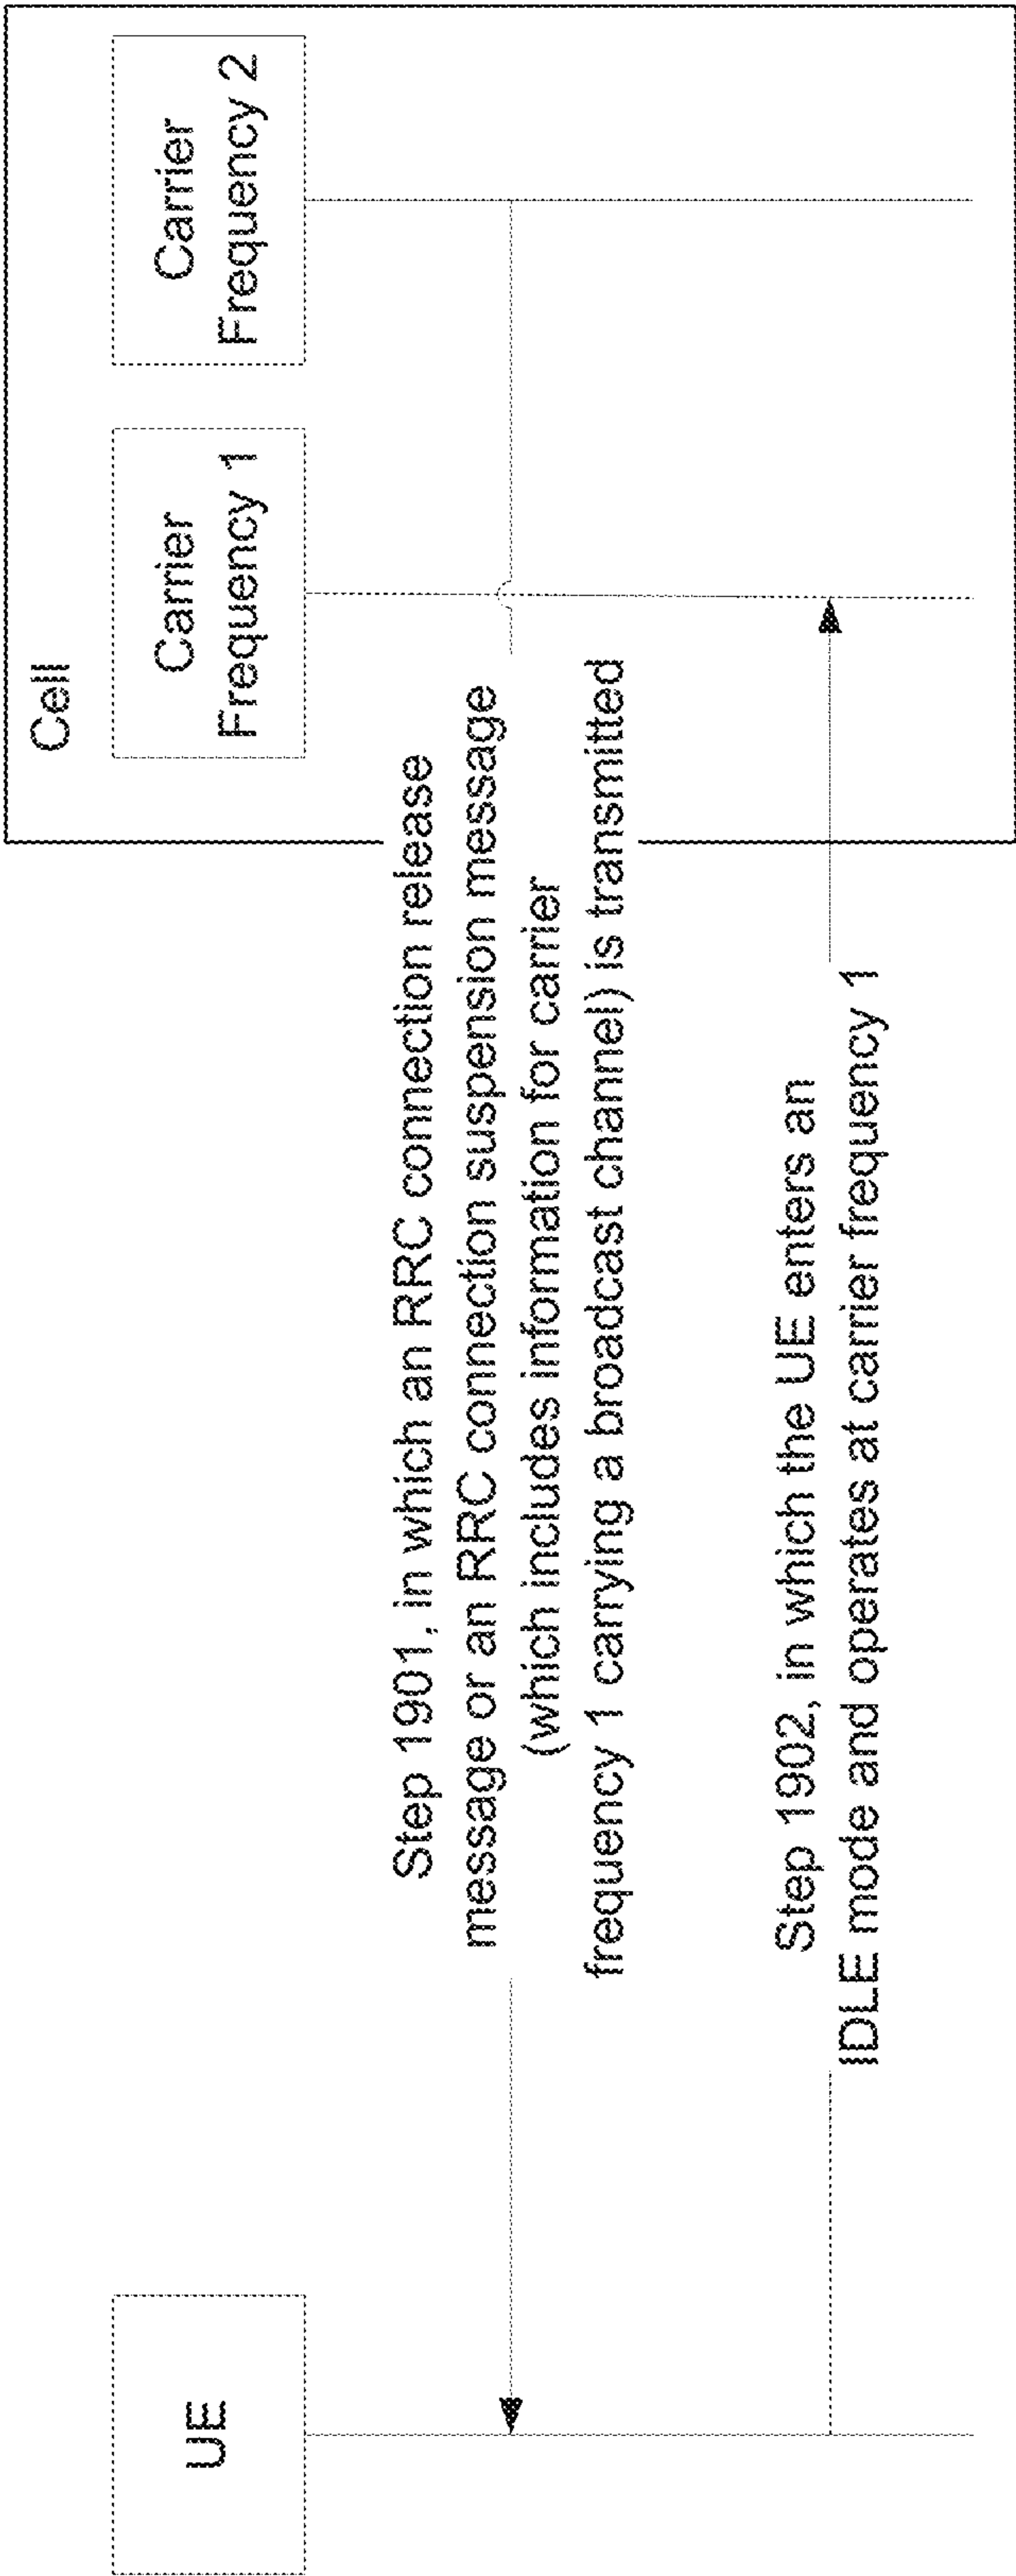 Cell
UE
Carrier
Frequency 1
Carrier
Frequency 2
Step 1901, in which an RRC connection release
message or an RRC connection suspension message
(which includes information for carrier
frequency 1 carrying a broadcast channel) is transmitted
Step 1902, in which the UE enters an
IDLE mode and operates at carrier frequency 1